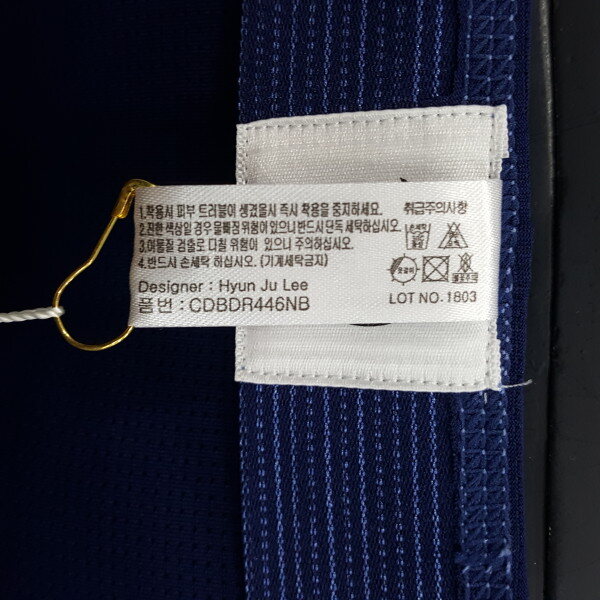 1.착용시 피부 트러블이 생겼을시 즉시 착용을 중지하세요.
2.진한 색상일 경우 물빠짐 위험이 있으니 반드시 단독 세탁하십시오.
3.이물질 검출로 다칠 위험이 있으니 주의하십시오.
4.반드시 손세탁 하십시오. (기계세탁금지)
Designer : Hyun Ju Lee
품 번 : CDBDR446NB
취급주의사항
LOT NO.1803